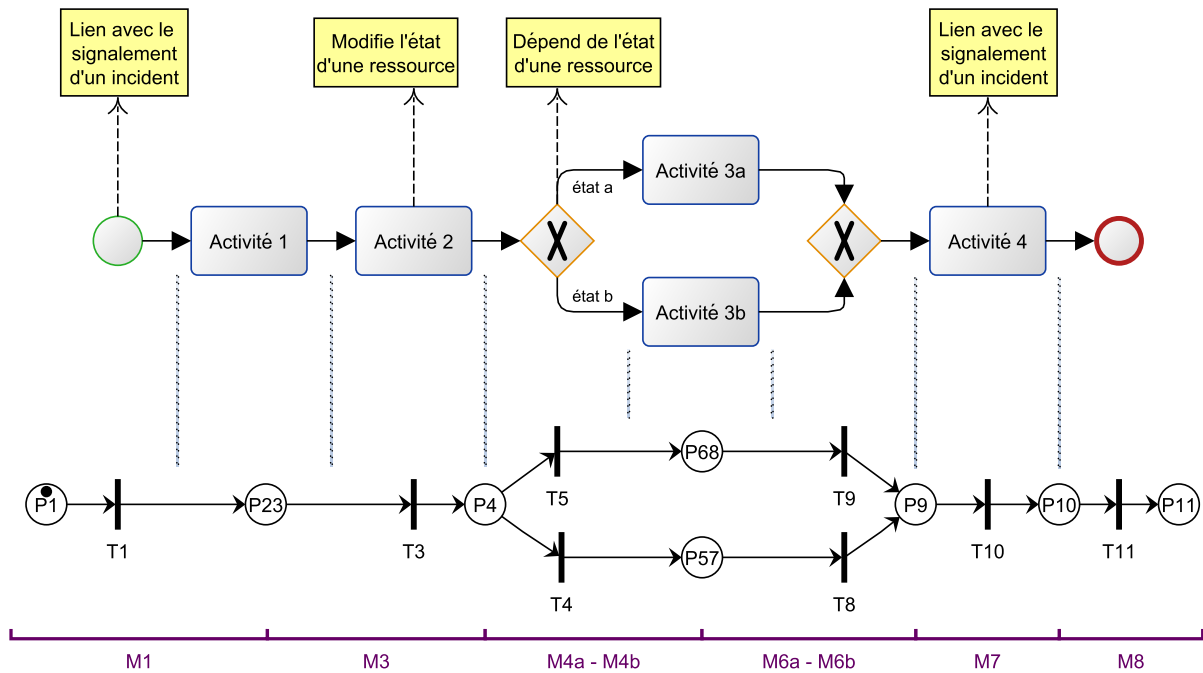 Lien avec le
signalement
d'un incident
Modifie l'état
d'une ressource
Dépend de l'état
d'une ressource
Lien avec le
signalement
d'un incident
Activité 3a
état a
Activité 1
Activité 2
X
X
Activité 4
état b
Activité 3b
P68
T5
T9
P1
P23
P4
P9
P10
P11
T1
T3
T10
T11
P57
T4
T8
M1
M3
M4a - M4b
M6a - M6b
M7
M8